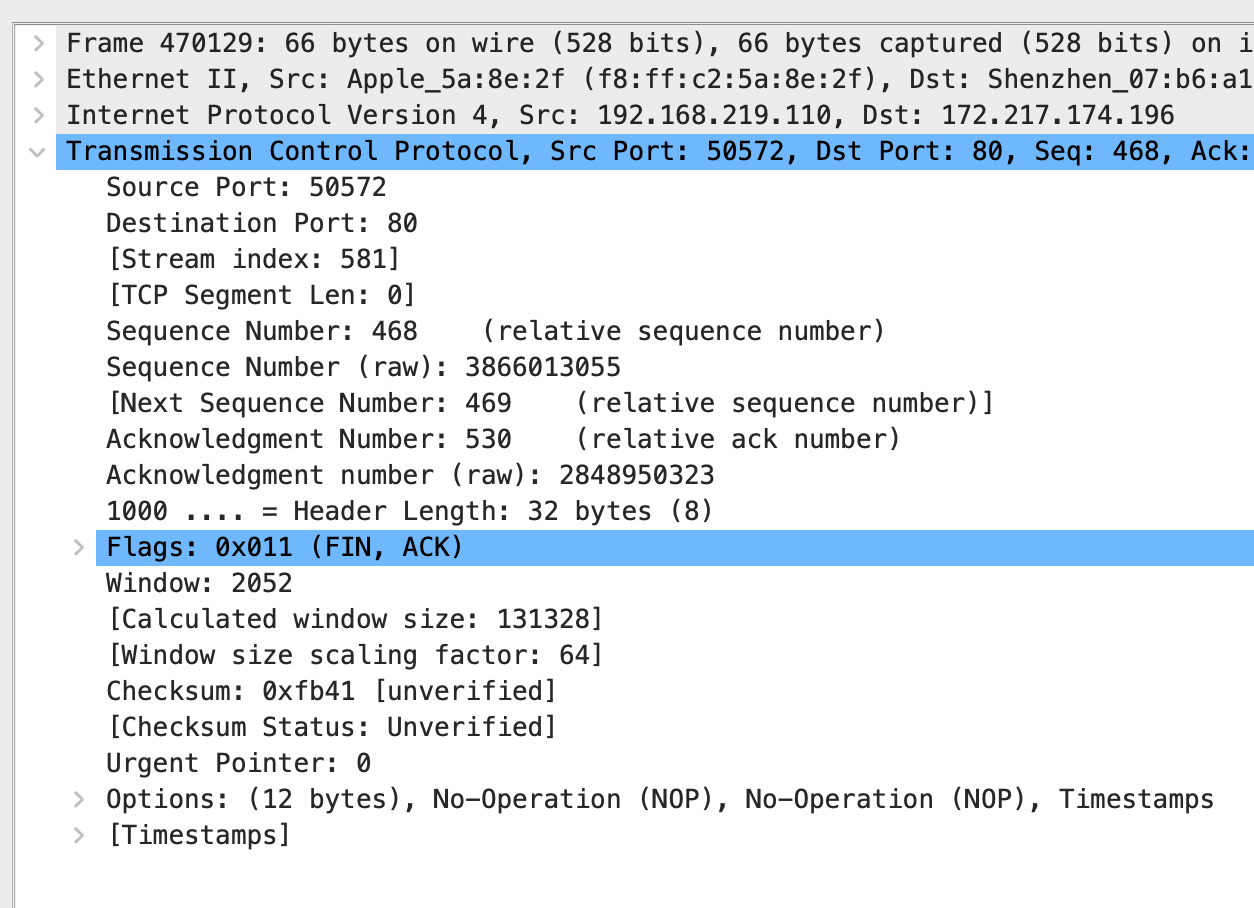 Frame 470129: 66 bytes on wire (528 bits), 66 bytes captured (528 bits) on i
Ethernet II, Src: Apple_5a:8e:2f (f8:ff:c2:5a:8e:2f), Dst: Shenzhen_07:b6:a1
Internet Protocol Version 4, Src: 192.168.219.110, Dst: 172.217.174.196
Transmission Control Protocol, Src Port: 50572, Dst Port: 80, Seq: 468, Ack:
Source Port: 50572
Destination Port: 80
[Stream index: 581]
[TCP Segment Len: 0]
Sequence Number: 468    (relative sequence number)
Sequence Number (raw): 3866013055
[Next Sequence Number: 469    (relative sequence number)]
Acknowledgment Number: 530    (relative ack number)
Acknowledgment number (raw): 2848950323
1000 .... = Header Length: 32 bytes (8)
Flags: 0x011 (FIN, ACK)
Window: 2052
[Calculated window size: 131328]
[Window size scaling factor: 64]
Checksum: 0xfb41 [unverified]
[Checksum Status: Unverified]
Urgent Pointer: 0
Options: (12 bytes), No-Operation (NOP), No-Operation (NOP), Timestamps
[Timestamps]